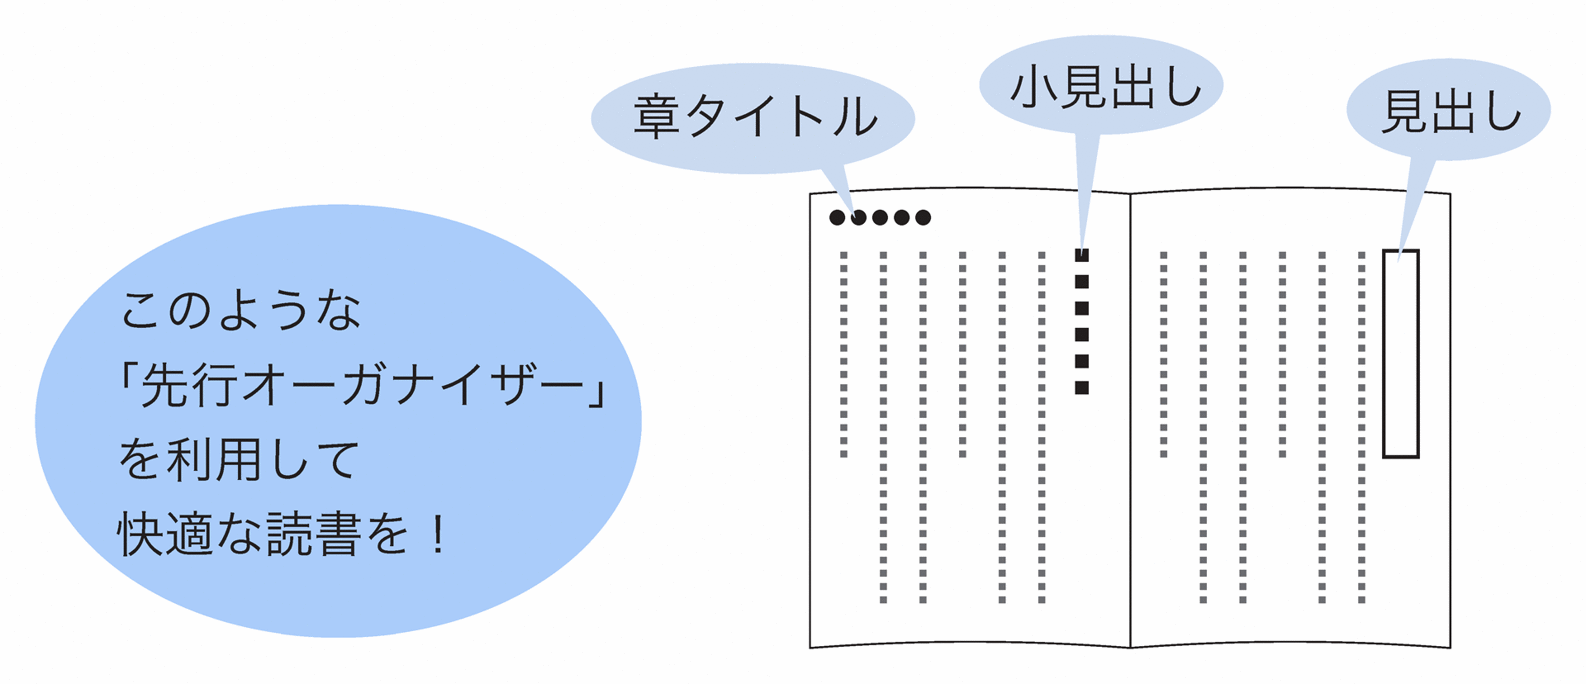 章タイトル
小見出し
見出し
このような
「先行オーガナイザー」
を利用して
快適な読書を！